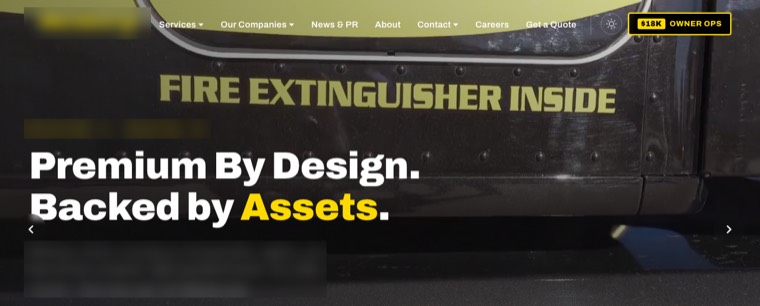 Services
Our Companies
News & PR
About
Contact
Careers
Get a Quote
$18K OWNER OPS
FIRE EXTINGUISHER INSIDE
Premium By Design.
Backed by Assets.